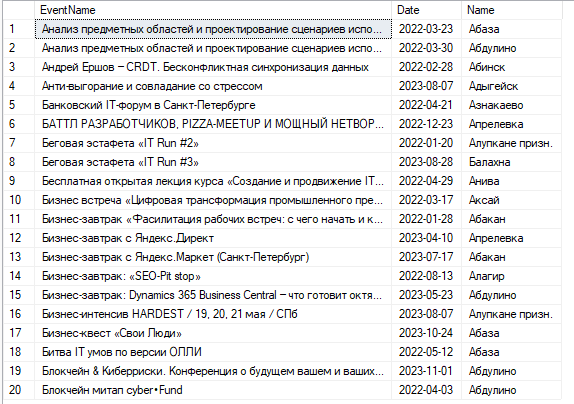 EventName Date Name
1 Анализ предметных областей и проектирование сценариев испо... 2022-03-23 Абаза
2 Анализ предметных областей и проектирование сценариев испо... 2022-03-30 Абдулино
3 Андрей Ершов – CRDT. Бесконфликтная синхронизация данных 2022-02-28 Абинск
4 Анти-выгорание и совладание со стрессом 2023-08-07 Адыгейск
5 Банковский IT-форум в Санкт-Петербурге 2022-04-21 Азнакаево
6 БАТТЛ РАЗРАБОТЧИКОВ, PIZZA-MEETUP И МОЩНЫЙ НЕТВОР... 2022-12-23 Апрелевка
7 Беговая эстафета «IT Run #2» 2022-01-20 Алупкане призн.
8 Беговая эстафета «IT Run #3» 2023-08-28 Балахна
9 Бесплатная открытая лекция курса «Создание и продвижение IT... 2022-04-29 Анива
10 Бизнес встреча «Цифровая трансформация промышленного пре... 2022-03-17 Аксай
11 Бизнес-завтрак «Фасилитация рабочих встреч: с чего начать и к... 2022-01-28 Абакан
12 Бизнес-завтрак с Яндекс.Директ 2023-04-10 Апрелевка
13 Бизнес-завтрак с Яндекс.Маркет (Санкт-Петербург) 2023-07-17 Абакан
14 Бизнес-завтрак: «SEO-Pit stop» 2022-08-13 Алагир
15 Бизнес-завтрак: Dynamics 365 Business Central – что готовит октя... 2023-05-23 Абдулино
16 Бизнес-интенсив HARDEST / 19, 20, 21 мая / СПб 2023-08-07 Алупкане призн.
17 Бизнес-квест «Свои Люди» 2023-10-24 Абаза
18 Битва IT умов по версии ОЛЛИ 2022-05-12 Абаза
19 Блокчейн & Киберриски. Конференция о будущем вашем и ваших... 2023-11-01 Абдулино
20 Блокчейн митап cyber•Fund 2022-04-03 Абдулино